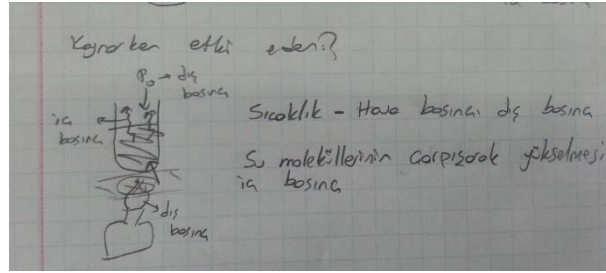 Kaynarken etki eden?
P₀ → dış
basınç
iç
basınç
Sıcaklık - Hava basıncı dış basınç
Su moleküllerinin çarpışarak yükselmesi
iç basınç
dış
basınç